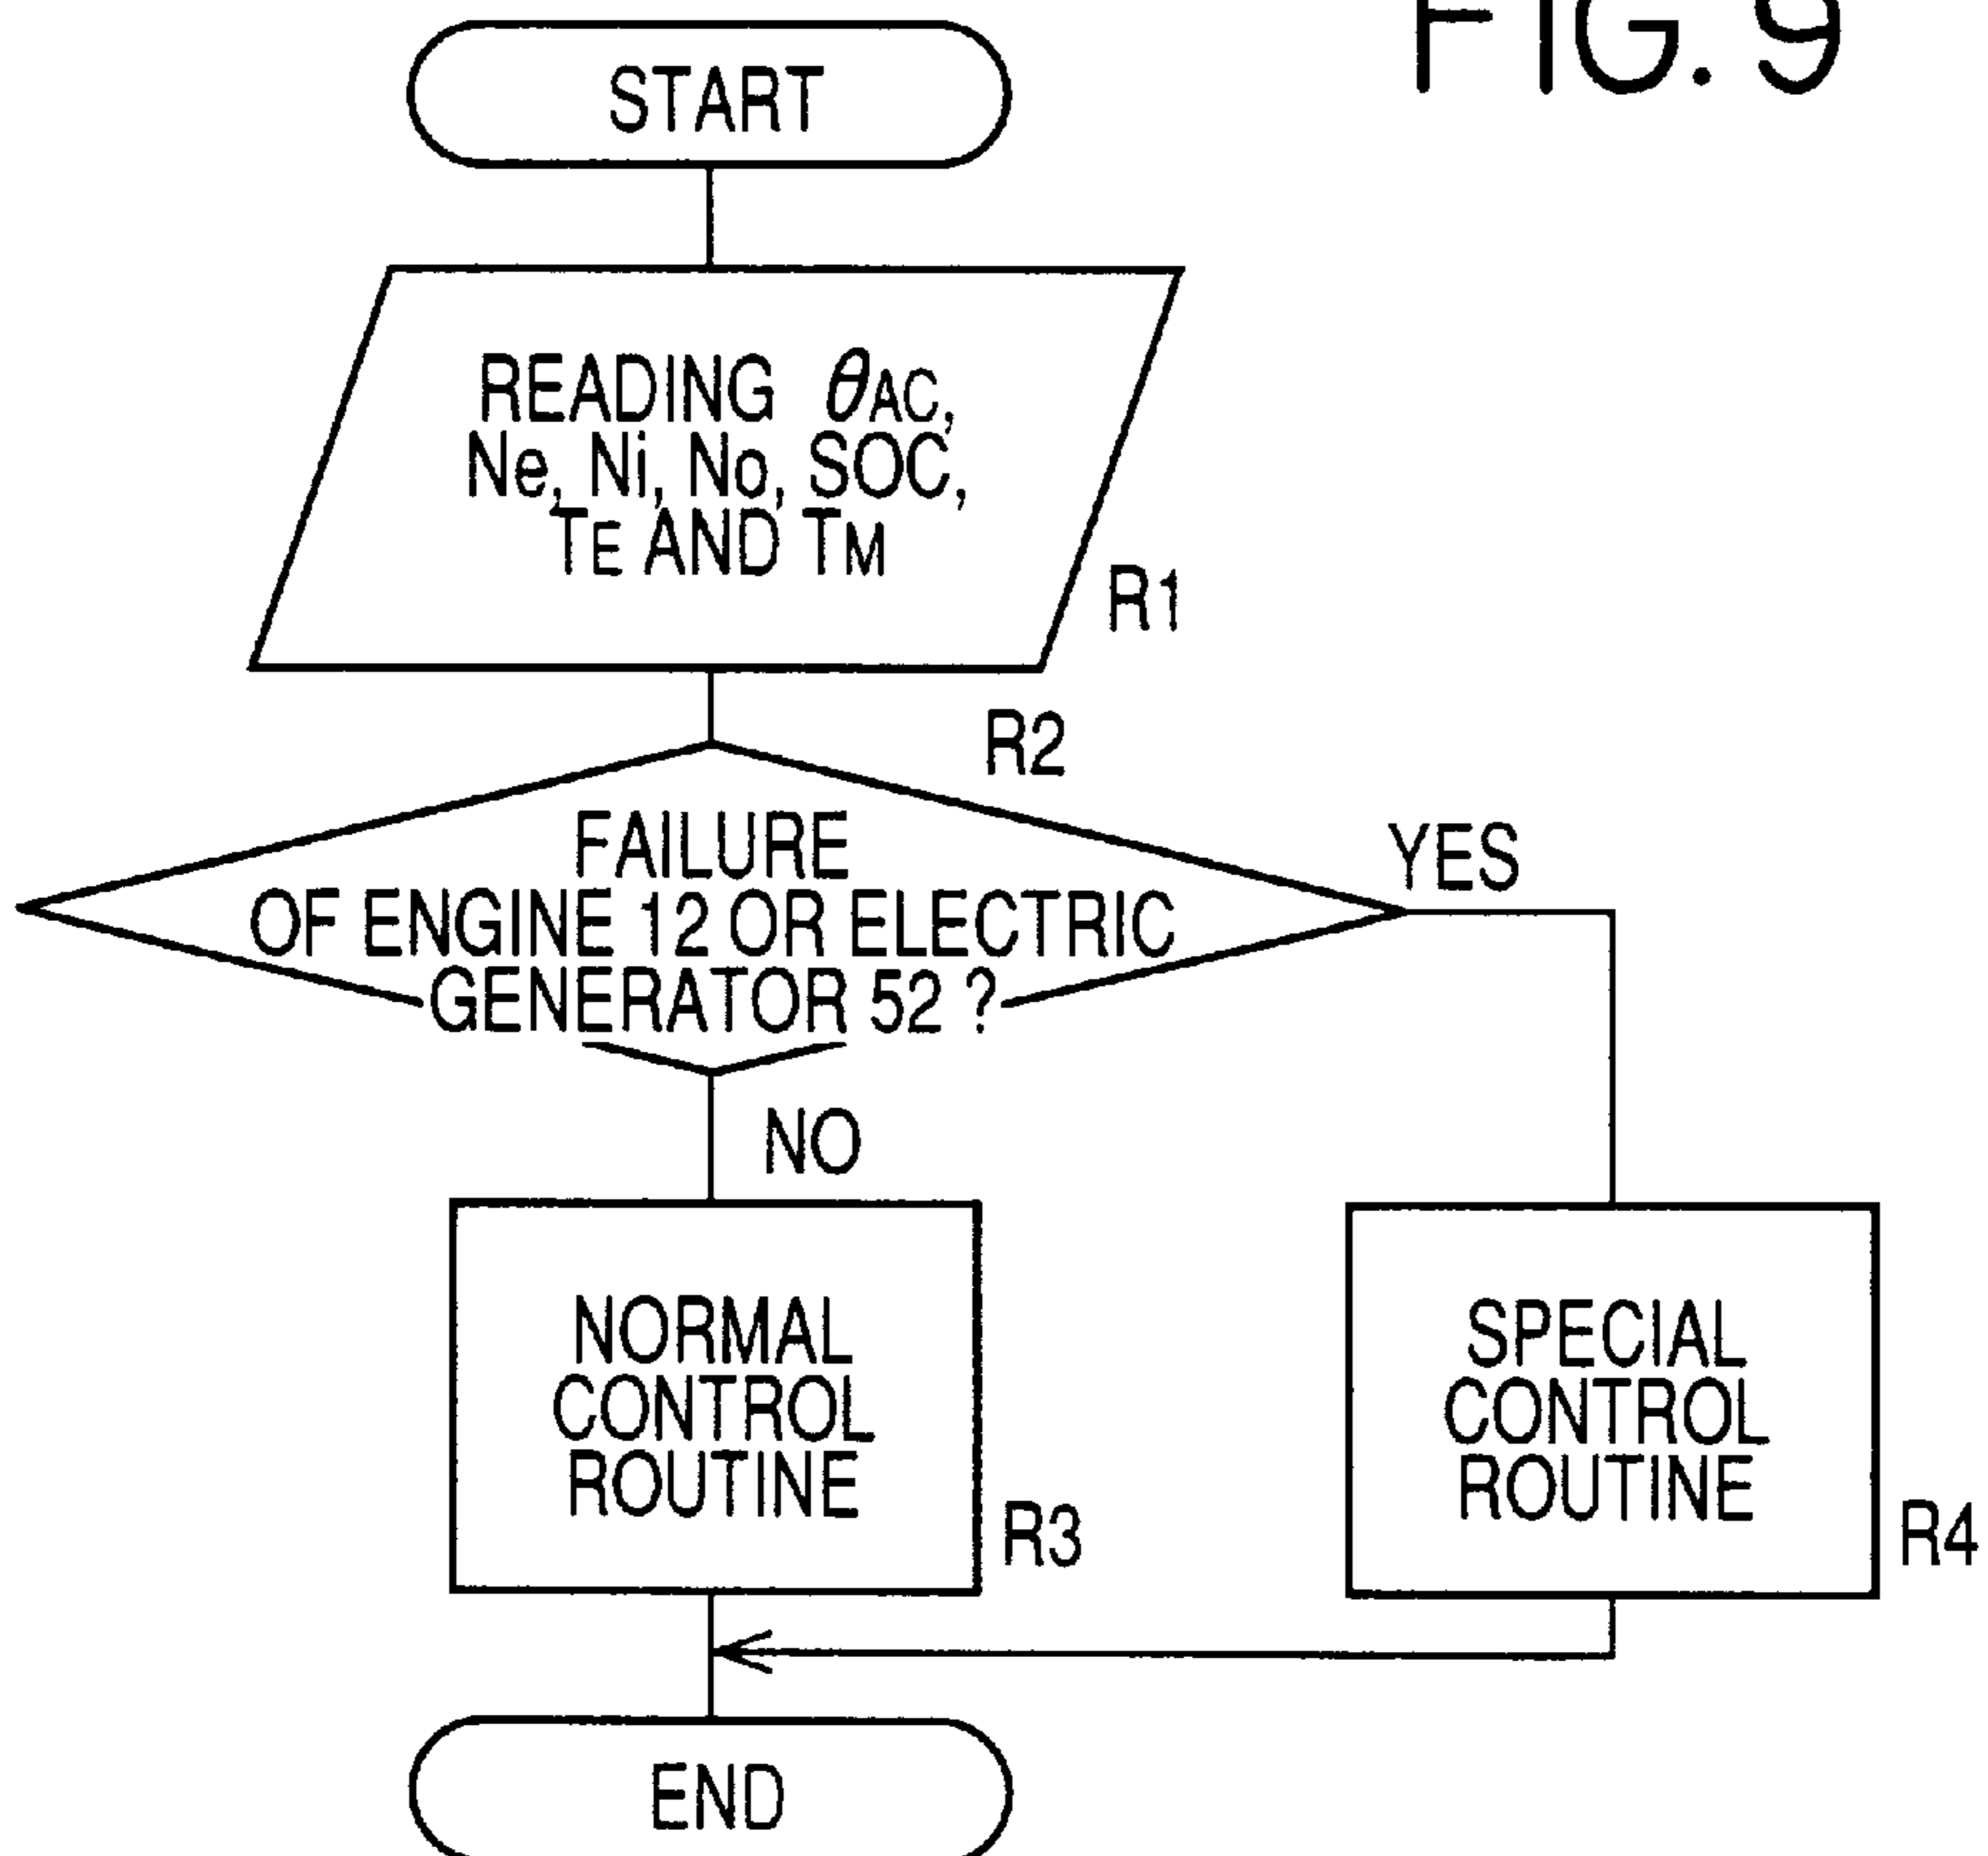 FIG. 9
START
READING θAC,
Ne, Ni, No, SOC,
TE AND TM
R1
R2
FAILURE
OF ENGINE 12 OR ELECTRIC
GENERATOR 52 ?
YES
NO
NORMAL
CONTROL
ROUTINE
R3
SPECIAL
CONTROL
ROUTINE
R4
END